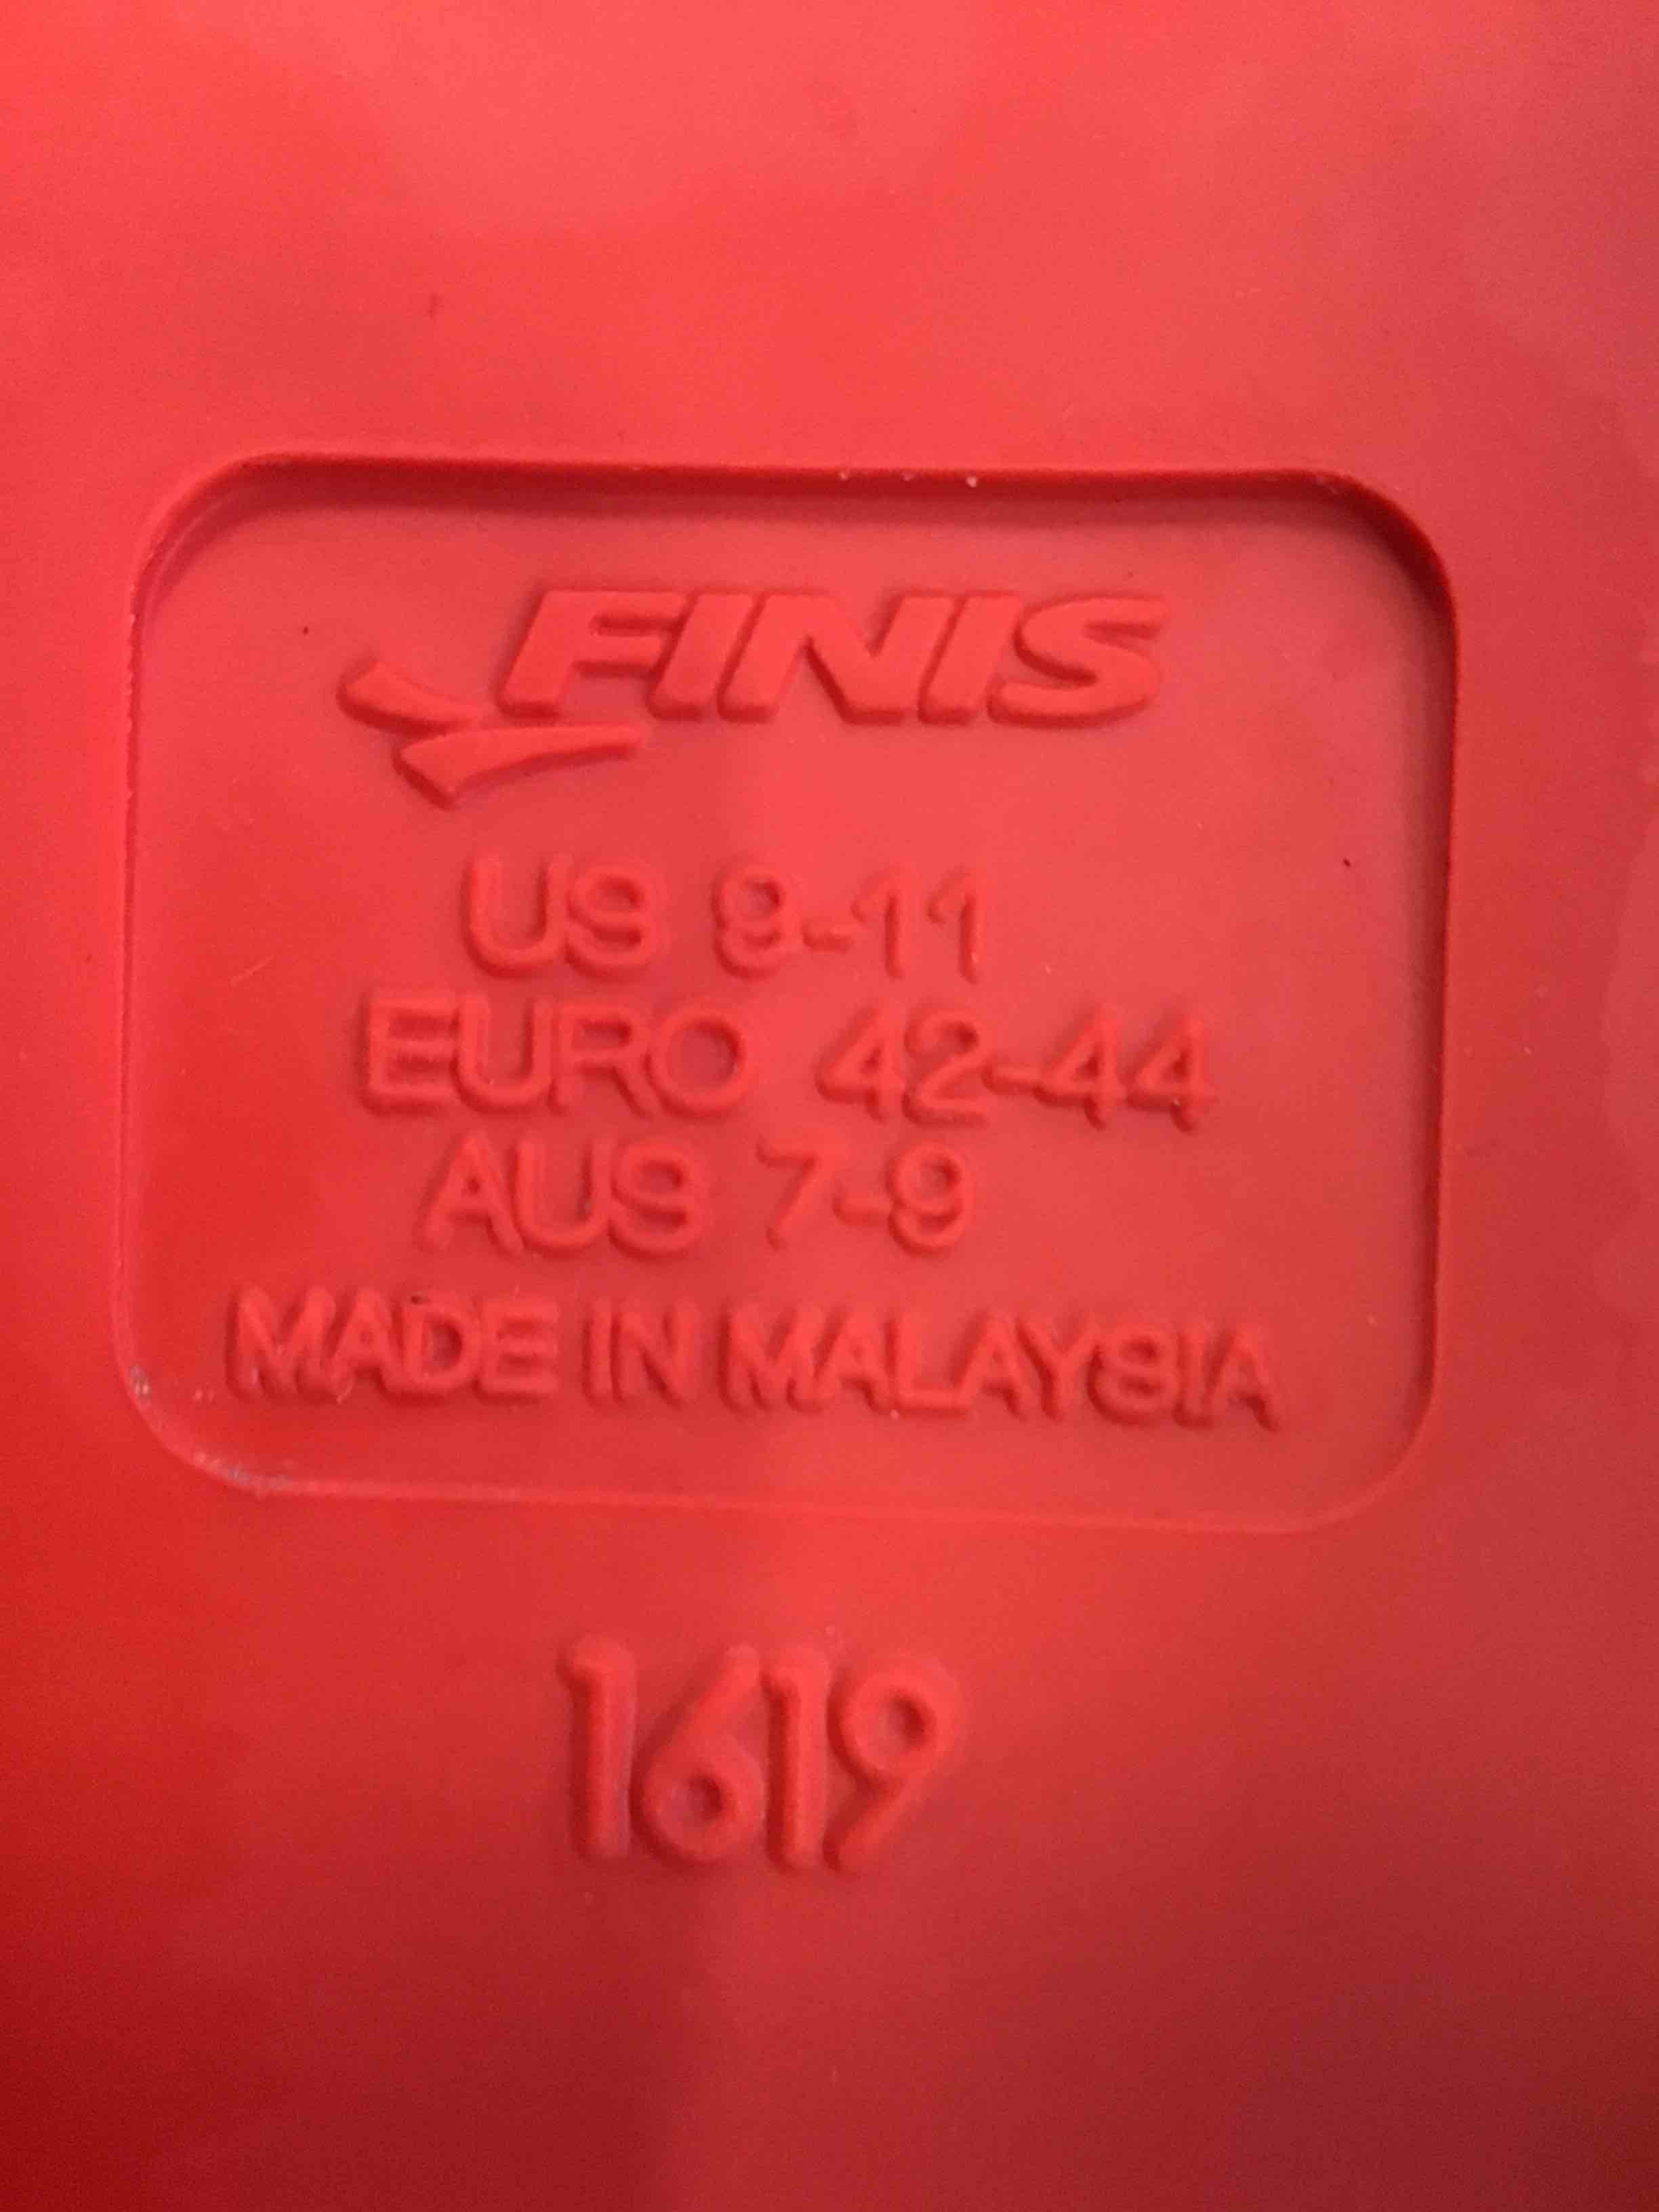 FINIS
US 9-11
EURO 42-44
AUS 7-9
MADE IN MALAYSIA
1619